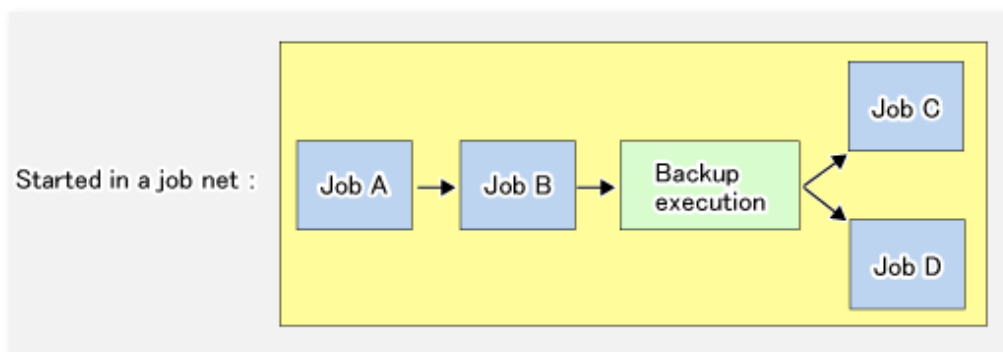 Started in a job net :
Job A
Job B
Backup
execution
Job C
Job D